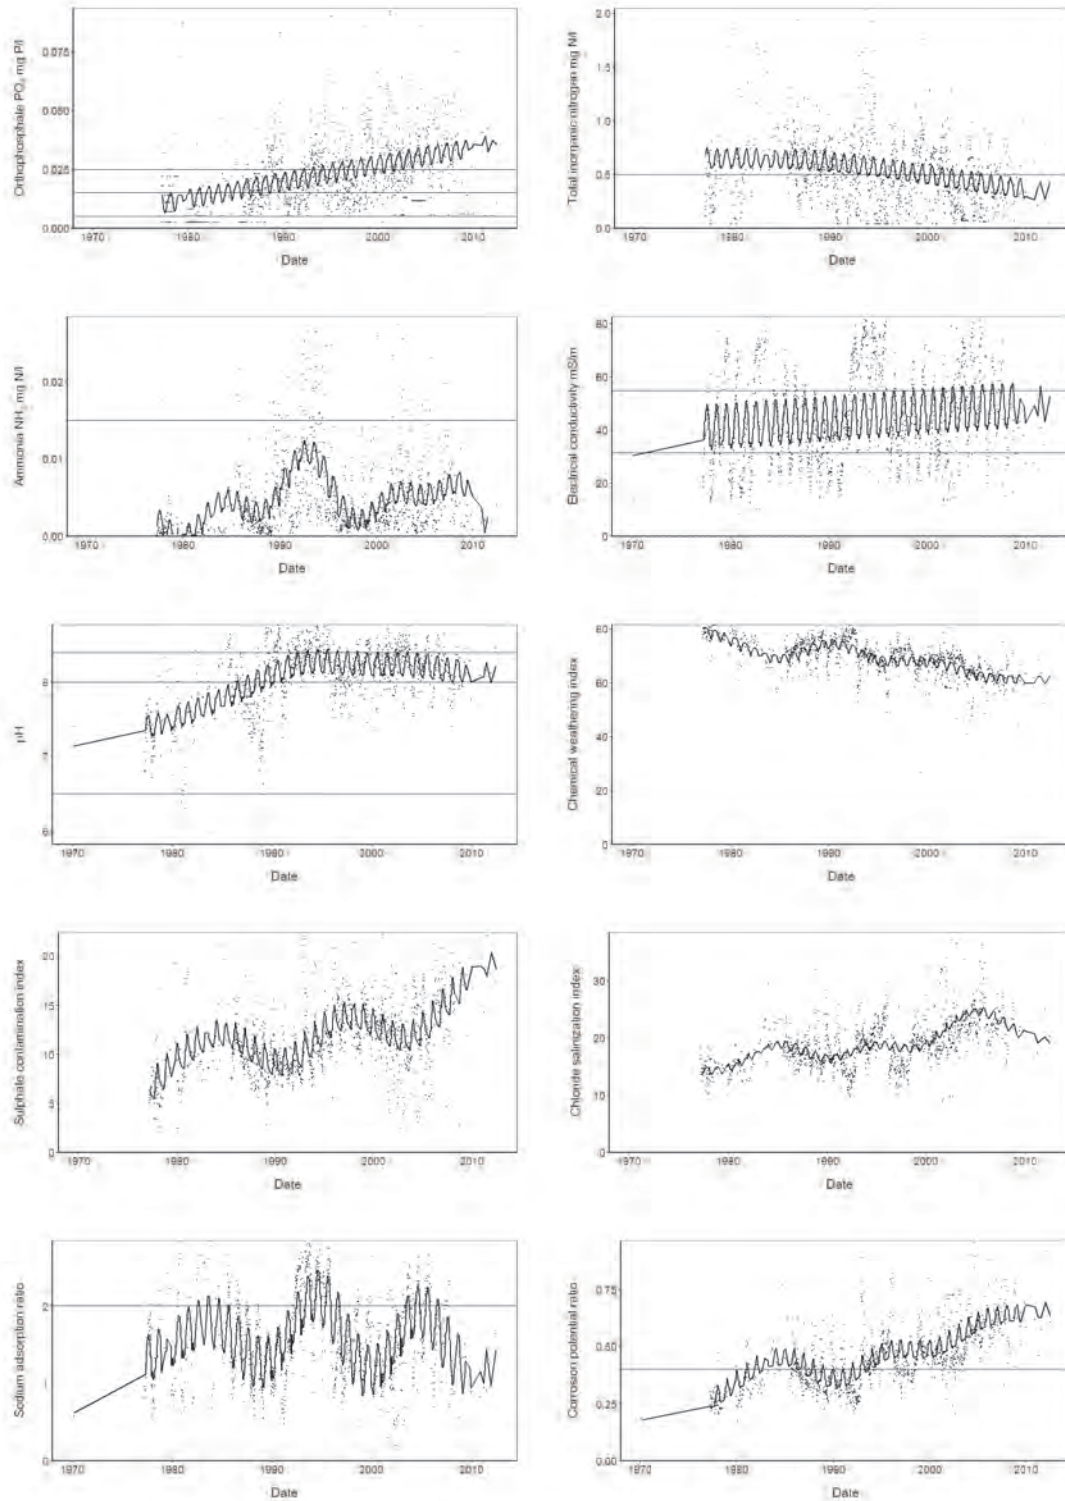 Orthophosphate PO₄ mg P/l
0.075
0.050
0.025
0.000
1970 1980 1990 2000 2010
Date
Total inorganic nitrogen mg N/l
2.0
1.5
1.0
0.5
0.0
1970 1980 1990 2000 2010
Date
Ammonia NH₃ mg N/l
0.02
0.01
0.00
1970 1980 1990 2000 2010
Date
Electrical conductivity mS/m
80
60
40
20
0
1970 1980 1990 2000 2010
Date
pH
8
7
6
1970 1980 1990 2000 2010
Date
Chemical weathering index
80
60
40
20
0
1970 1980 1990 2000 2010
Date
Sulphate contamination index
20
15
10
5
0
1970 1980 1990 2000 2010
Date
Chloride salinization index
30
20
10
0
1970 1980 1990 2000 2010
Date
Sodium adsorption ratio
2
1
0
1970 1980 1990 2000 2010
Date
Corrosion potential ratio
0.75
0.50
0.25
0.00
1970 1980 1990 2000 2010
Date